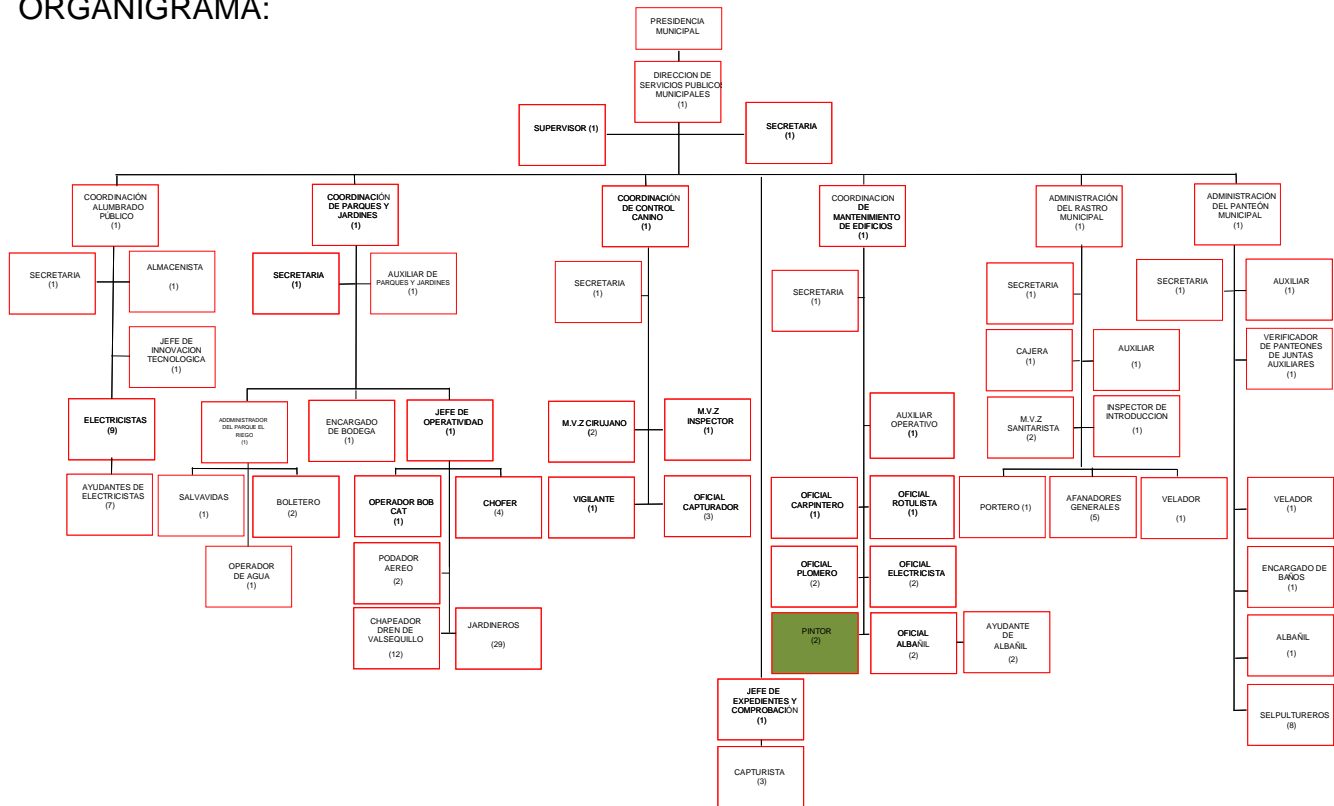 ORGANIGRAMA:
PRESIDENCIA
MUNICIPAL
DIRECCION DE
SERVICIOS PUBLICOS
MUNICIPALES
(1)
SUPERVISOR (1)
SECRETARIA
(1)
COORDINACIÓN
ALUMBRADO
PÚBLICO
(1)
COORDINACIÓN
DE PARQUES Y
JARDINES
(1)
COORDINACIÓN
DE CONTROL
CANINO
(1)
COORDINACION
DE
MANTENIMIENTO
DE EDIFICIOS
(1)
ADMINISTRACIÓN
DEL RASTRO
MUNICIPAL
(1)
ADMINISTRACIÓN
DEL PANTEÓN
MUNICIPAL
(1)
SECRETARIA
(1)
ALMACENISTA
(1)
JEFE DE
INNOVACION
TECNOLOGICA
(1)
ELECTRICISTAS
(9)
AYUDANTES DE
ELECTRICISTAS
(7)
SECRETARIA
(1)
AUXILIAR DE
PARQUES Y JARDINES
(1)
ADDMINISTRADOR
DEL PARQUE EL
RIEGO
(1)
ENCARGADO
DE BODEGA
(1)
JEFE DE
OPERATIVIDAD
(1)
SALVAVIDAS
(1)
BOLETERO
(2)
OPERADOR
DE AGUA
(1)
OPERADOR BOB
CAT
(1)
CHOFER
(4)
PODADOR
AEREO
(2)
CHAPEADOR
DREN DE
VALSEQUILLO
(12)
JARDINEROS
(29)
SECRETARIA
(1)
M.V.Z CIRUJANO
(2)
M.V.Z
INSPECTOR
(1)
VIGILANTE
(1)
OFICIAL
CAPTURADOR
(3)
JEFE DE
EXPEDIENTES Y
COMPROBACIÓN
(1)
CAPTURISTA
(3)
SECRETARIA
(1)
AUXILIAR
OPERATIVO
(1)
OFICIAL
CARPINTERO
(1)
OFICIAL
ROTULISTA
(1)
OFICIAL
PLOMERO
(2)
OFICIAL
ELECTRICISTA
(2)
PINTOR
(2)
OFICIAL
ALBAÑIL
(2)
AYUDANTE
DE
ALBAÑIL
(2)
SECRETARIA
(1)
CAJERA
(1)
AUXILIAR
(1)
M.V.Z
SANITARISTA
(2)
INSPECTOR DE
INTRODUCCION
(1)
PORTERO (1)
AFANADORES
GENERALES
(5)
VELADOR
(1)
SECRETARIA
(1)
AUXILIAR
(1)
VERIFICADOR
DE PANTEONES
DE JUNTAS
AUXILIARES
(1)
VELADOR
(1)
ENCARGADO DE
BAÑOS
(1)
ALBAÑIL
(1)
SELPULTUREROS
(8)